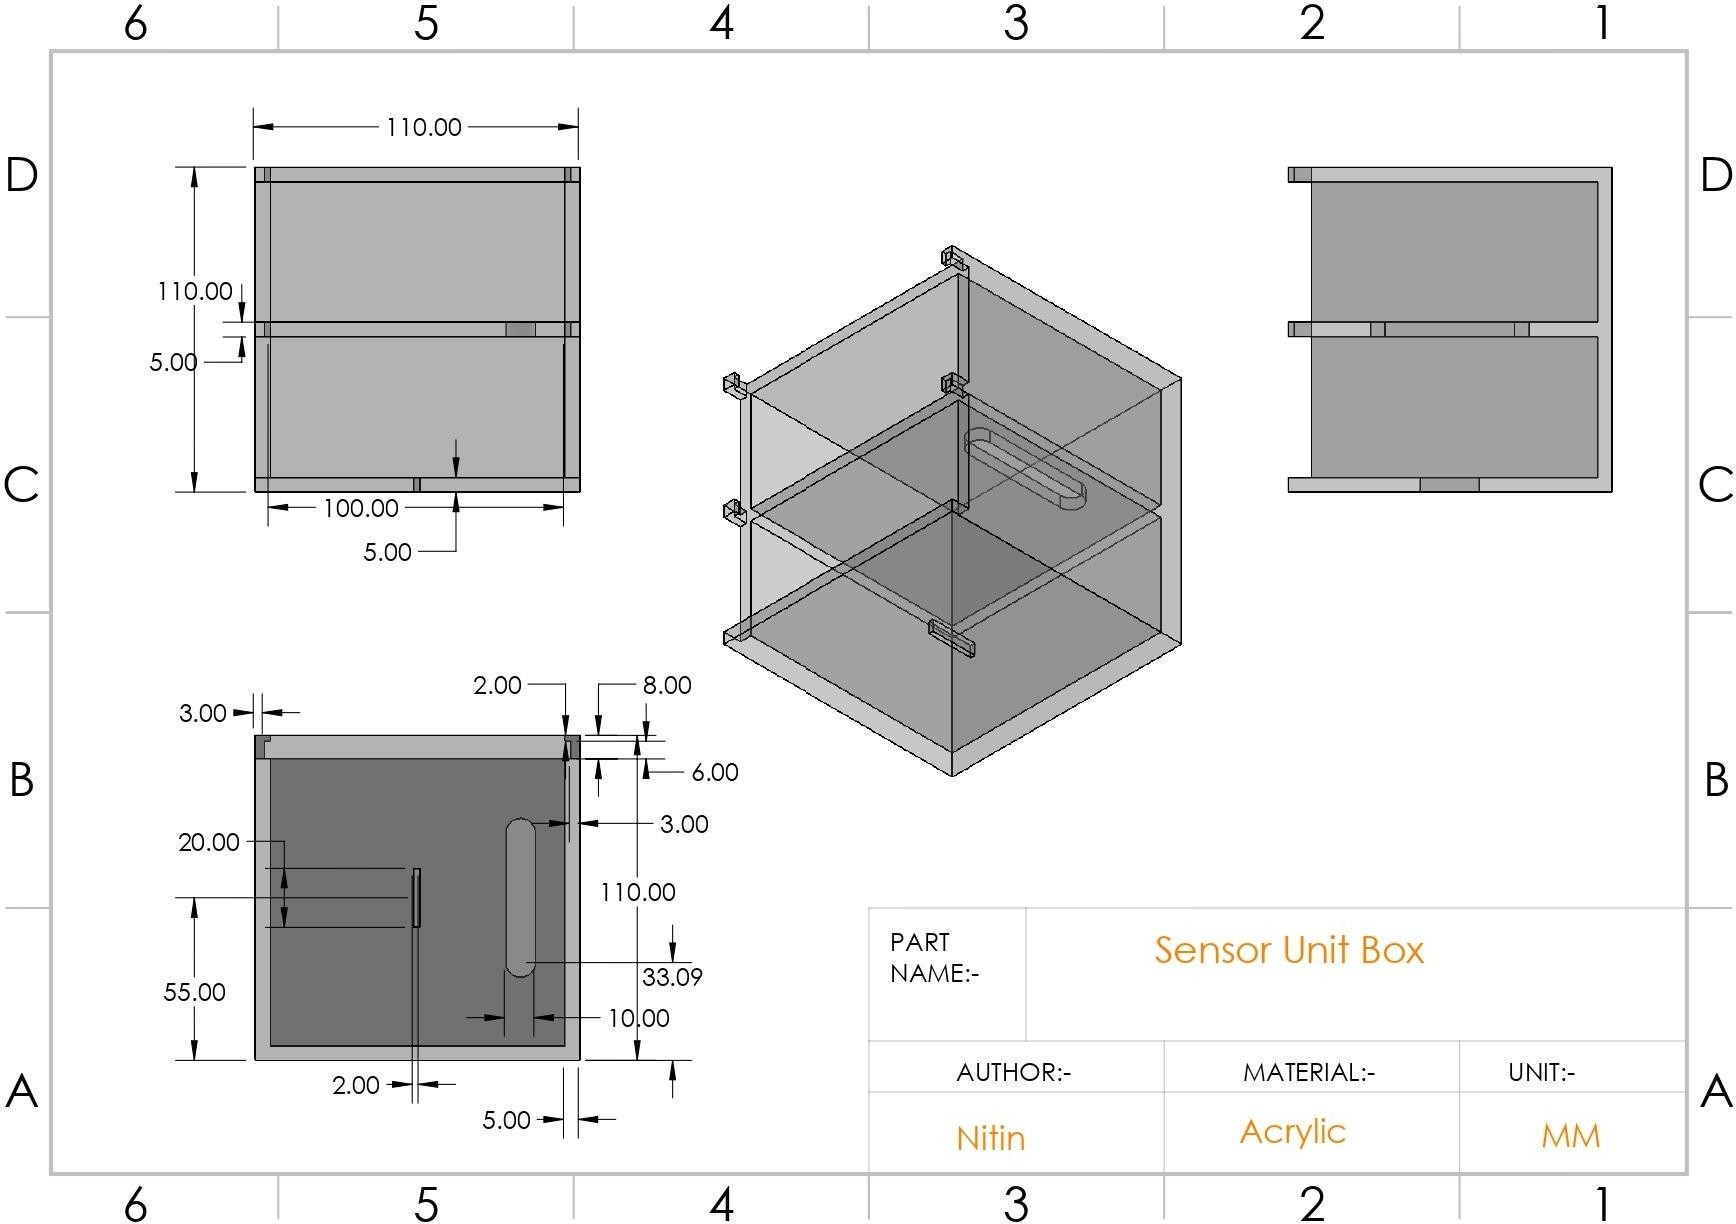 6 5 4 3 2 1
D D
110.00
110.00
5.00
100.00
5.00
C C
2.00 8.00
3.00
6.00
B B
20.00 3.00
110.00
55.00 33.09
10.00
2.00
5.00
PART
NAME:-
Sensor Unit Box
AUTHOR:- MATERIAL:- UNIT:-
A A
Nitin Acrylic MM
6 5 4 3 2 1